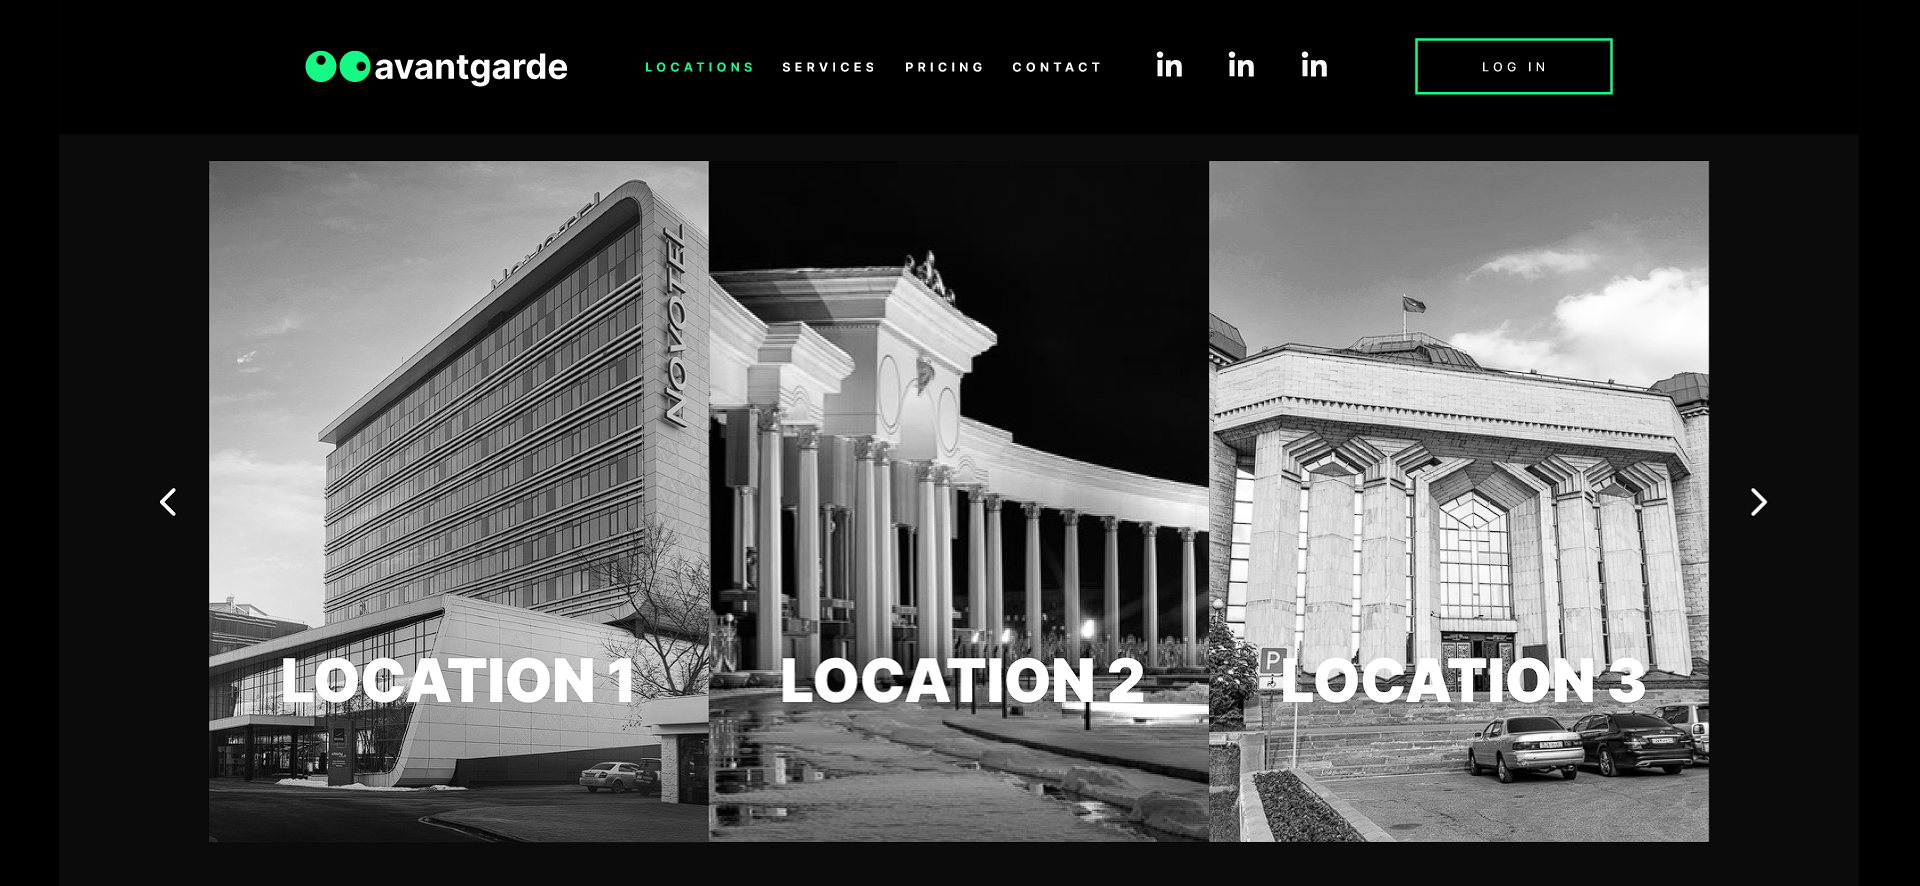 avantgarde
LOCATIONS
SERVICES
PRICING
CONTACT
in
in
in
LOG IN
NOVOTEL
NOVOTEL
P
LOCATION 1
LOCATION 2
LOCATION 3